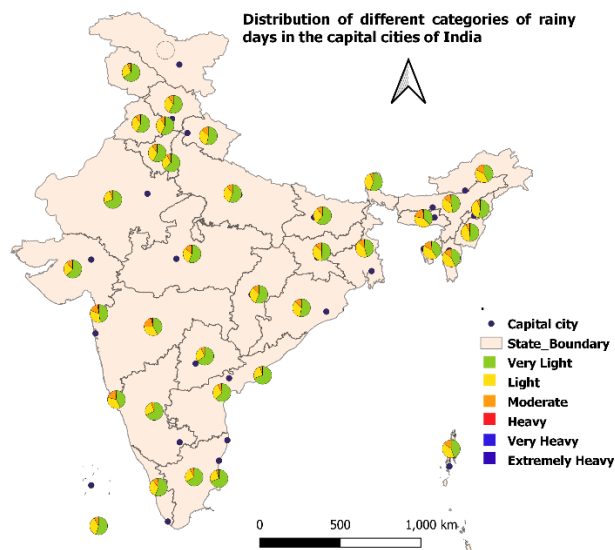 Distribution of different categories of rainy
days in the capital cities of India
Capital city
State_Boundary
Very Light
Light
Moderate
Heavy
Very Heavy
Extremely Heavy
0 500 1,000 km